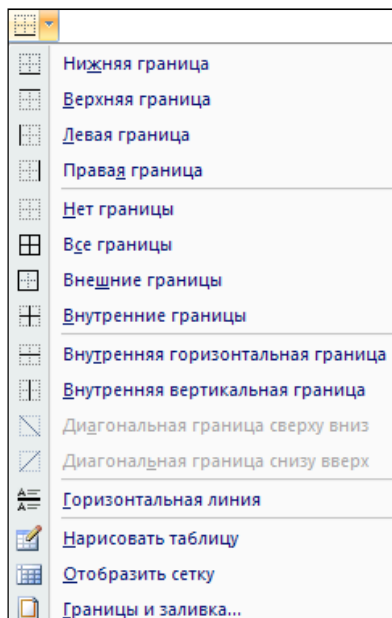 Нижняя граница
Верхняя граница
Левая граница
Правая граница
Нет границы
Все границы
Внешние границы
Внутренние границы
Внутренняя горизонтальная граница
Внутренняя вертикальная граница
Диагональная граница сверху вниз
Диагональная граница снизу вверх
Горизонтальная линия
Нарисовать таблицу
Отобразить сетку
Границы и заливка...